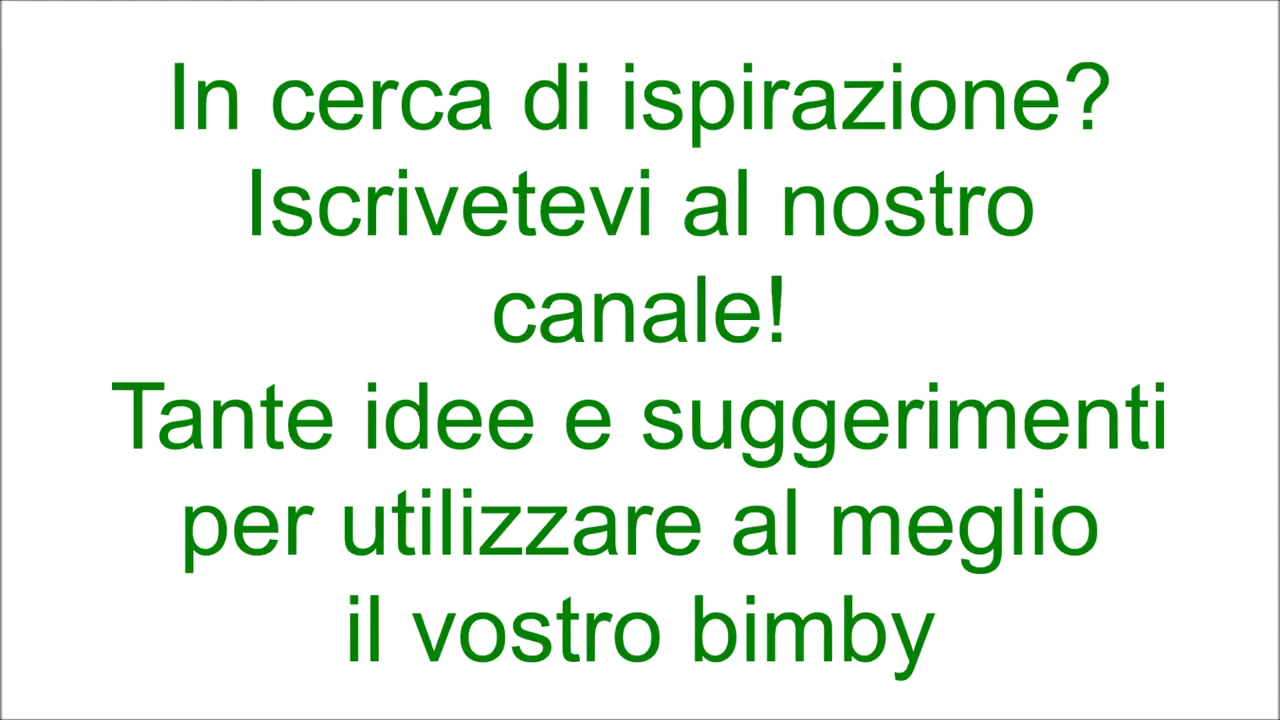 In cerca di ispirazione?
Iscrivetevi al nostro
canale!
Tante idee e suggerimenti
per utilizzare al meglio
il vostro bimby